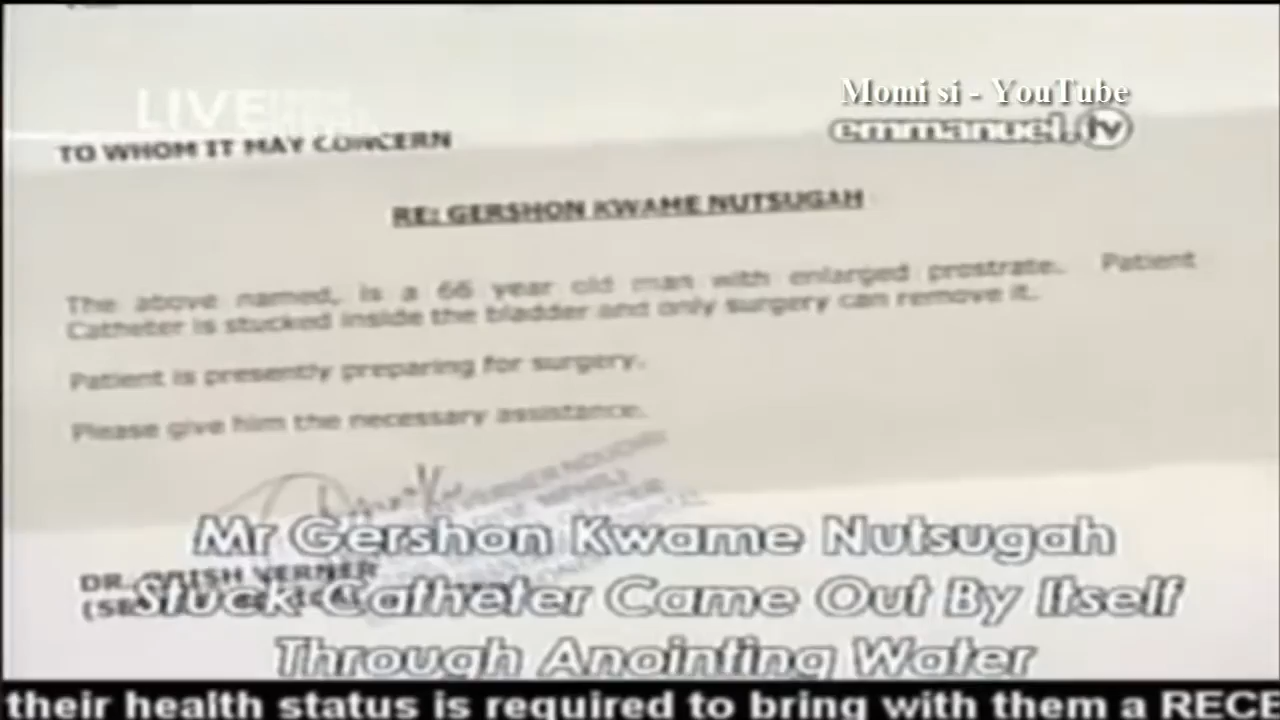 LIVE
Momi si - YouTube
emmanuel.tv
TO WHOM IT MAY CONCERN
RE: GERSHON KWAME NUTSUGAH
The above named, is a 66 year old man with enlarged prostrate. Patient
Catheter is stucked inside the bladder and only surgery can remove it.
Patient is presently preparing for surgery.
Please give him the necessary assistance.
Mr Gershon Kwame Nutsugah
DR. VERNER
Stuck Catheter Came Out By Itself
Through Anointing Water
their health status is required to bring with them a RECE